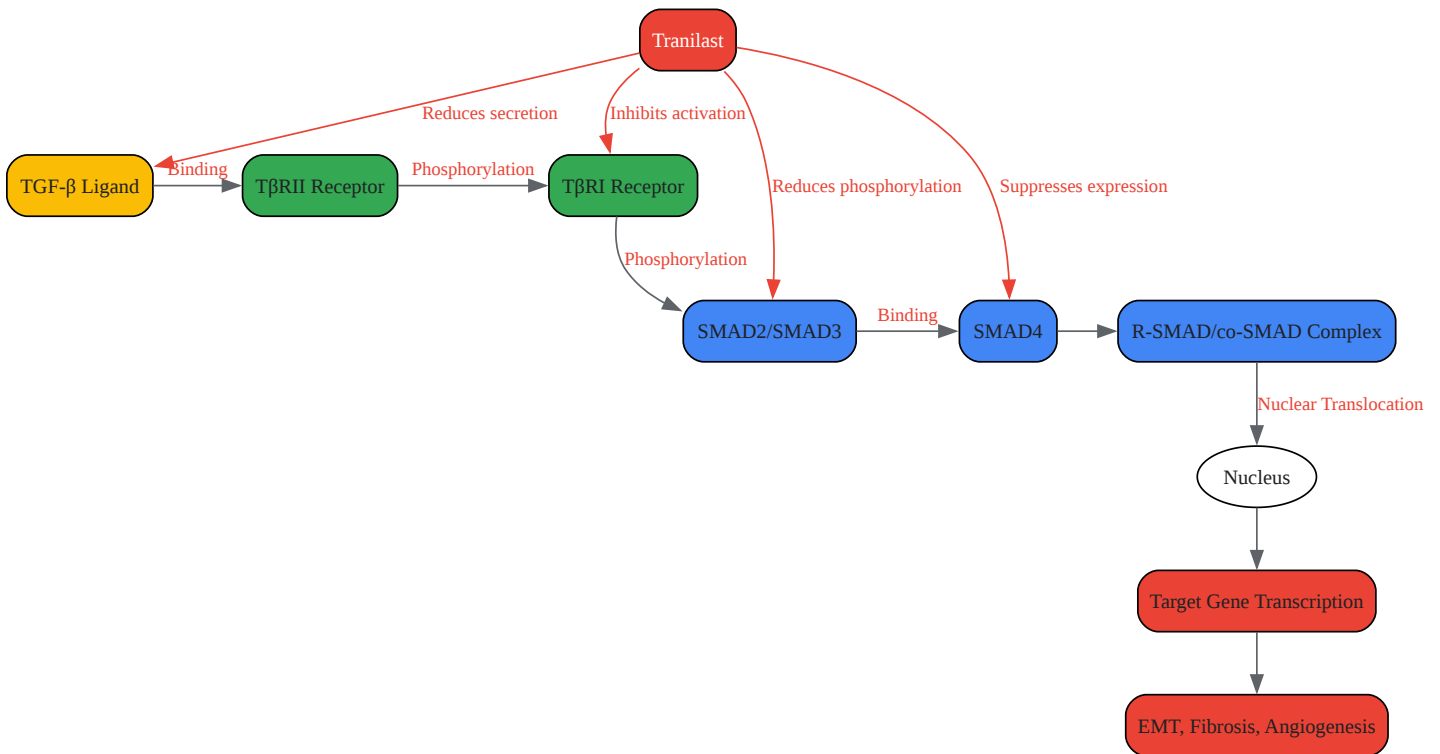 Tranilast
Reduces secretion
Inhibits activation
Binding
Phosphorylation
TGF-β Ligand
TβRII Receptor
TβRI Receptor
Reduces phosphorylation
Suppresses expression
Phosphorylation
Binding
SMAD2/SMAD3
SMAD4
R-SMAD/co-SMAD Complex
Nuclear Translocation
Nucleus
Target Gene Transcription
EMT, Fibrosis, Angiogenesis